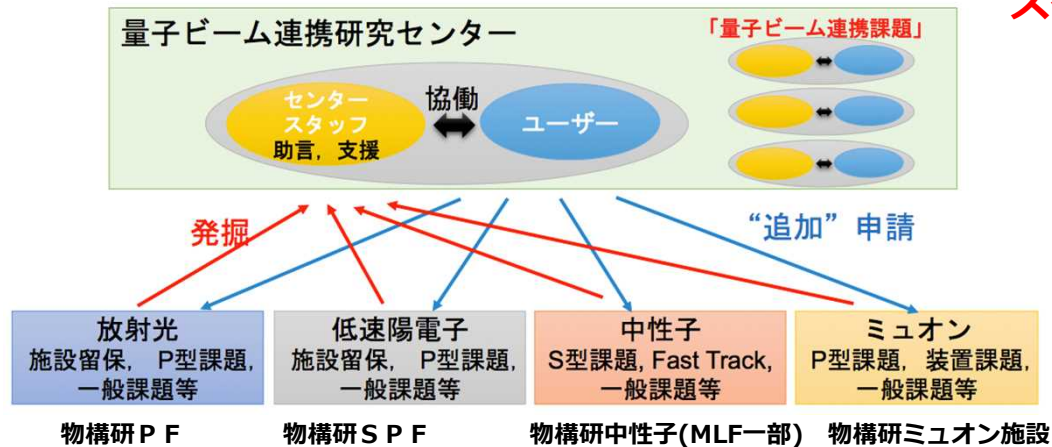 量子ビーム連携研究センター
「量子ビーム連携課題」
センター
スタッフ
助言，支援
協働
ユーザー
発掘
“追加”申請
放射光
施設留保， P型課題，
一般課題等
低速陽電子
施設留保， P型課題，
一般課題等
中性子
S型課題, Fast Track,
一般課題等
ミュオン
P型課題， 装置課題，
一般課題等
物構研ＰＦ
物構研ＳＰＦ
物構研中性子(MLF一部)
物構研ミュオン施設